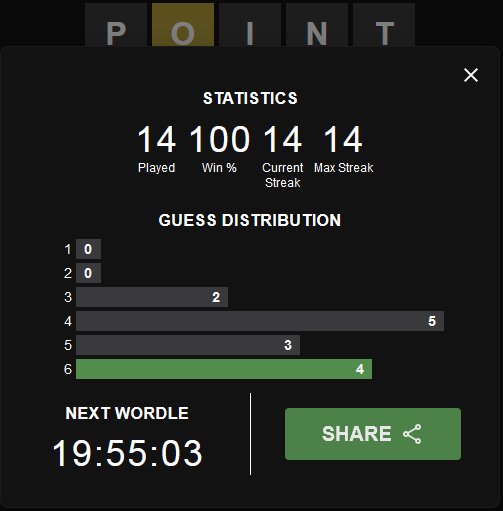 P O I N T
STATISTICS
14 100 14 14
Played Win % Current Streak Max Streak
GUESS DISTRIBUTION
1 0
2 0
3 2
4 5
5 3
6 4
NEXT WORDLE
19:55:03
SHARE